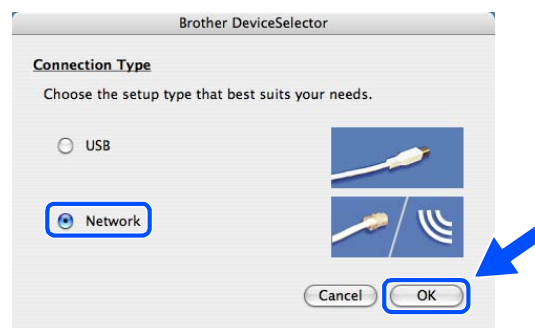 Brother DeviceSelector
Connection Type
Choose the setup type that best suits your needs.
USB
Network
Cancel OK